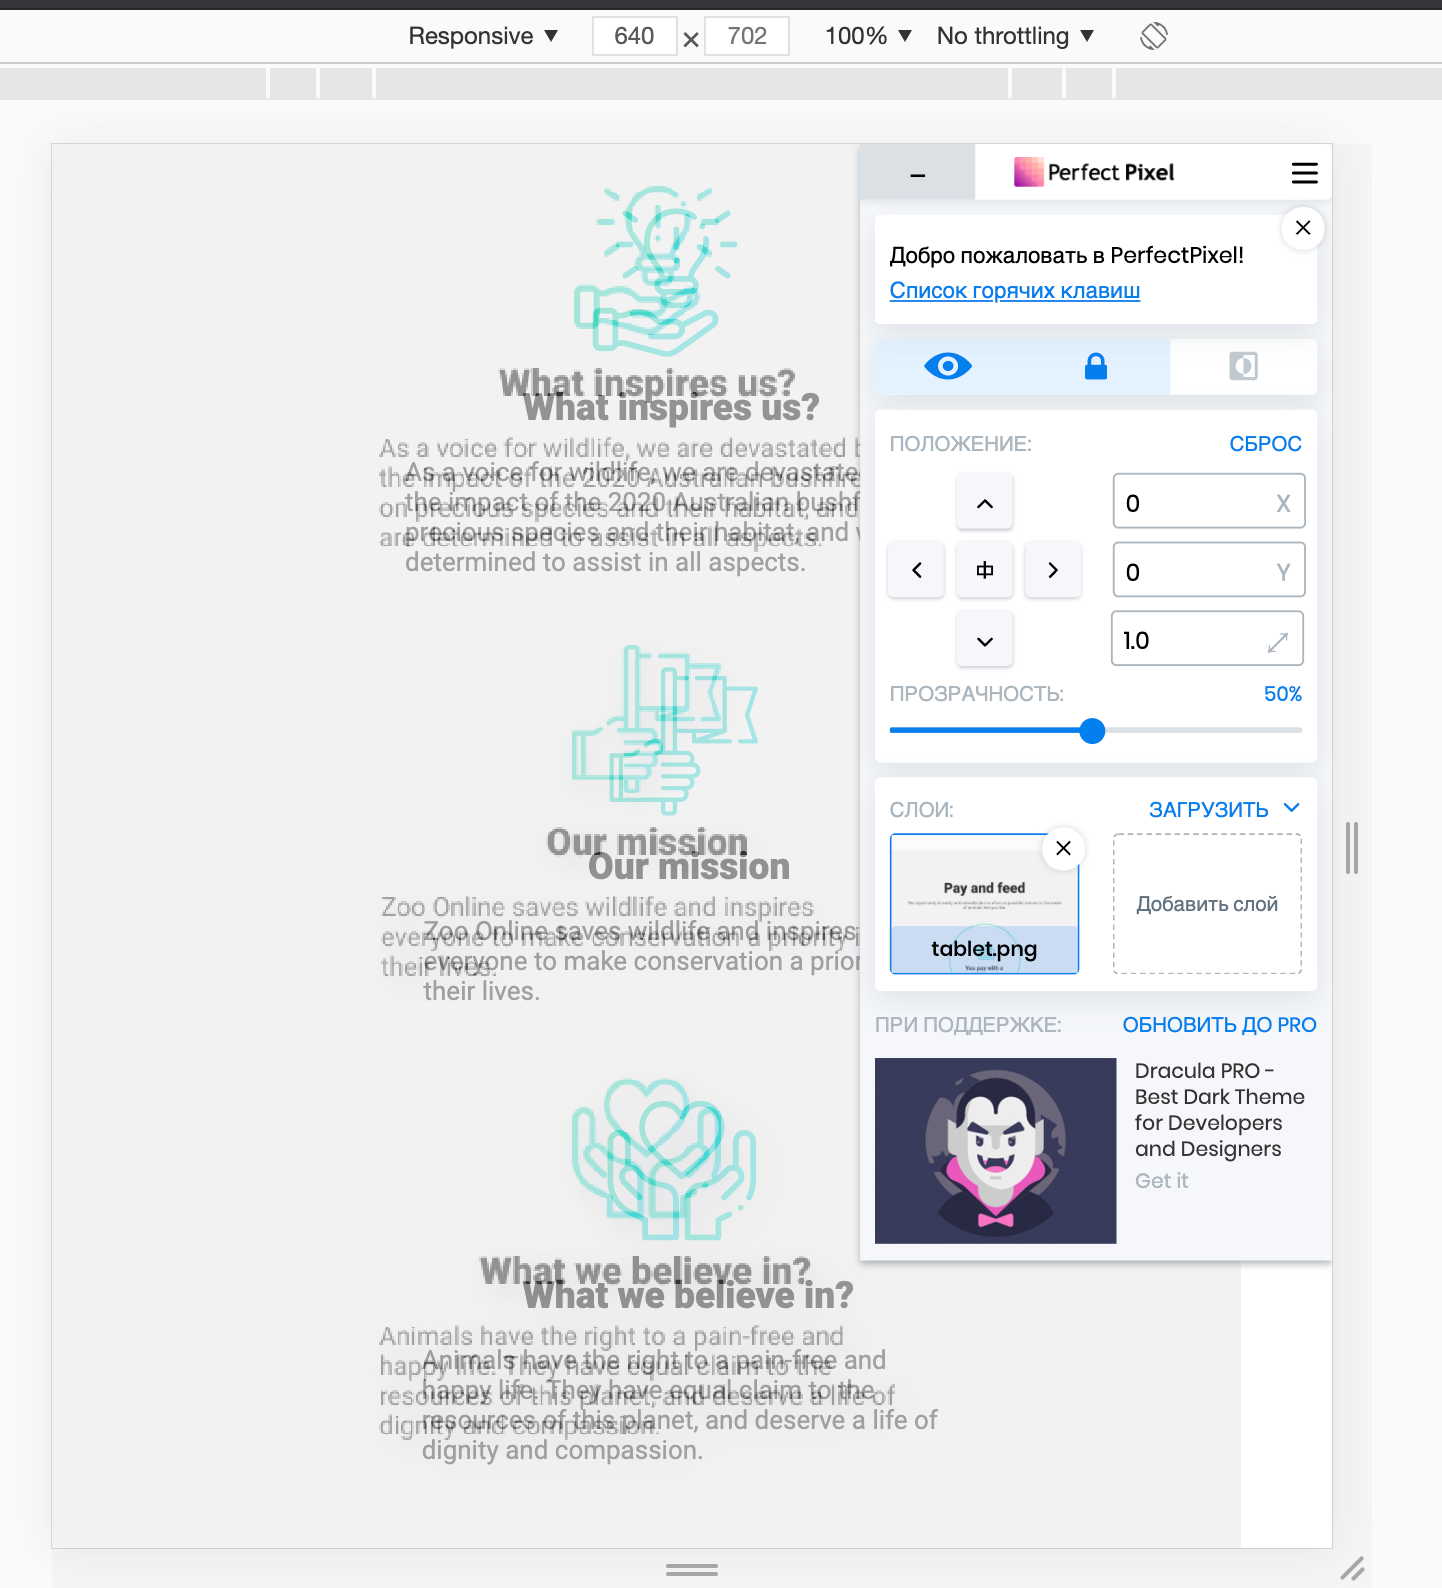 Responsive ▼ 640 × 702 100% ▼ No throttling ▼
Perfect Pixel
Добро пожаловать в PerfectPixel!
Список горячих клавиш
What inspires us?
What inspires us?
As a voice for wildlife, we are devastated b
the impact of the 2020 Australian bushfire
on precious species and their habitat, and
are determined to assist in all aspects.
As a voice for wildlife, we are devastate
the impact of the 2020 Australian bushf
precious species and their habitat, and
determined to assist in all aspects.
Our mission
Our mission
Zoo Online saves wildlife and inspires
everyone to make conservation a priority i
their lives.
Zoo Online saves wildlife and inspires
everyone to make conservation a prior
their lives.
What we believe in?
What we believe in?
Animals have the right to a pain-free and
happy life. They have equal claim to the
resources of this planet, and deserve a life of
dignity and compassion.
Animals have the right to a pain-free and
happy life. They have equal claim to the
resources of this planet, and deserve a life of
dignity and compassion.
ПОЛОЖЕНИЕ: СБРОС
0 X
0 Y
1.0
ПРОЗРАЧНОСТЬ: 50%
СЛОИ: ЗАГРУЗИТЬ
Pay and feed
tablet.png
You pay with a
Добавить слой
ПРИ ПОДДЕРЖКЕ: ОБНОВИТЬ ДО PRO
Dracula PRO -
Best Dark Theme
for Developers
and Designers
Get it